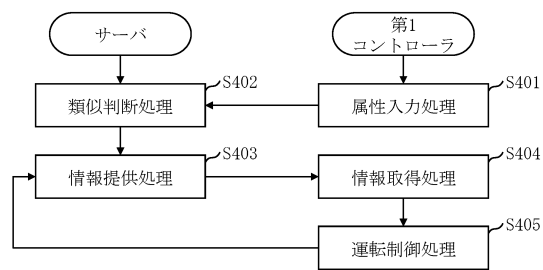 サーバ
第1
コントローラ
S402
類似判断処理
S401
属性入力処理
S403
情報提供処理
S404
情報取得処理
S405
運転制御処理